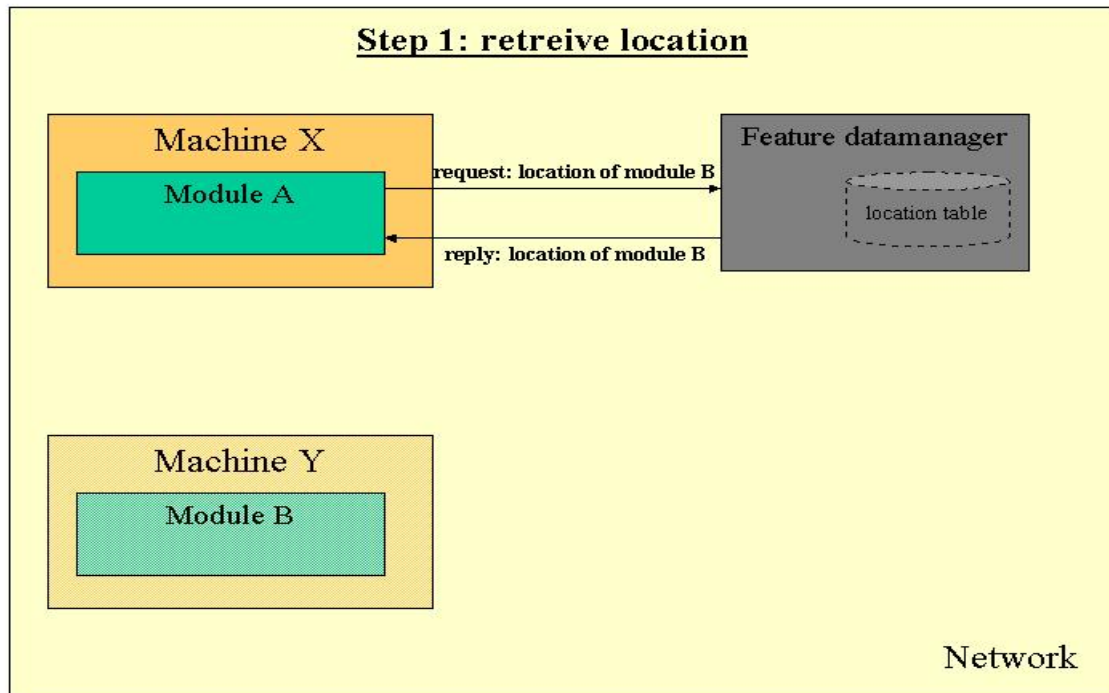 Step 1: retreive location
Machine X
Module A
request: location of module B
reply: location of module B
Feature datamanager
location table
Machine Y
Module B
Network